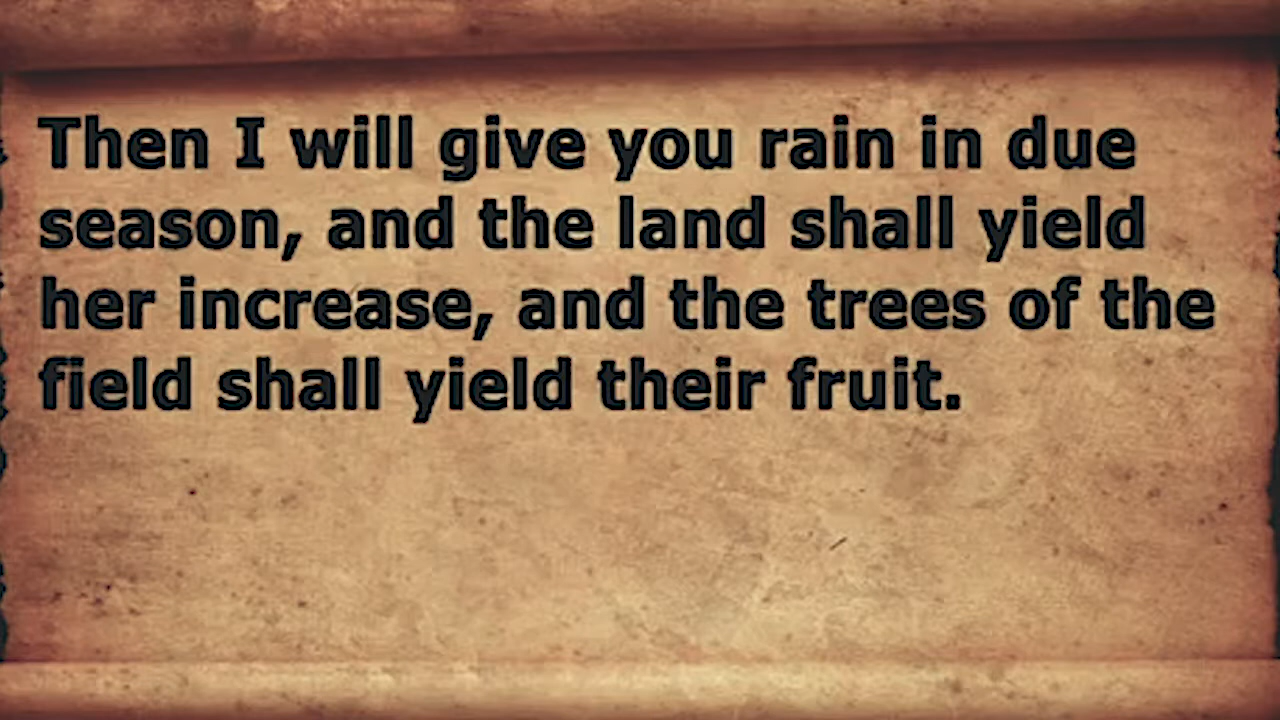 Then I will give you rain in due
season, and the land shall yield
her increase, and the trees of the
field shall yield their fruit.